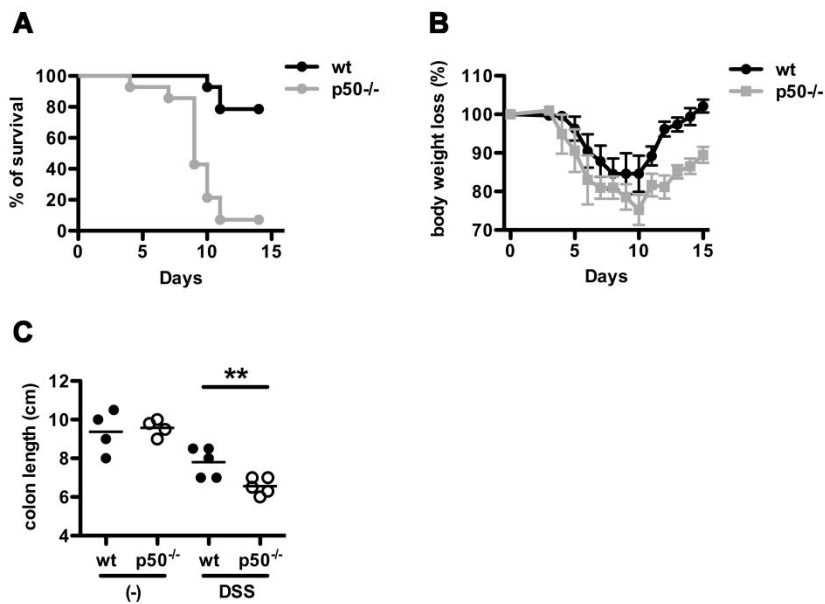 A
wt
p50-/-
% of survival
100
80
60
40
20
0
0 5 10 15
Days
B
wt
p50-/-
body weight loss (%)
110
100
90
80
70
0 5 10 15
Days
C
**
colon length (cm)
12
10
8
6
4
wt p50-/- wt p50-/-
(-) DSS